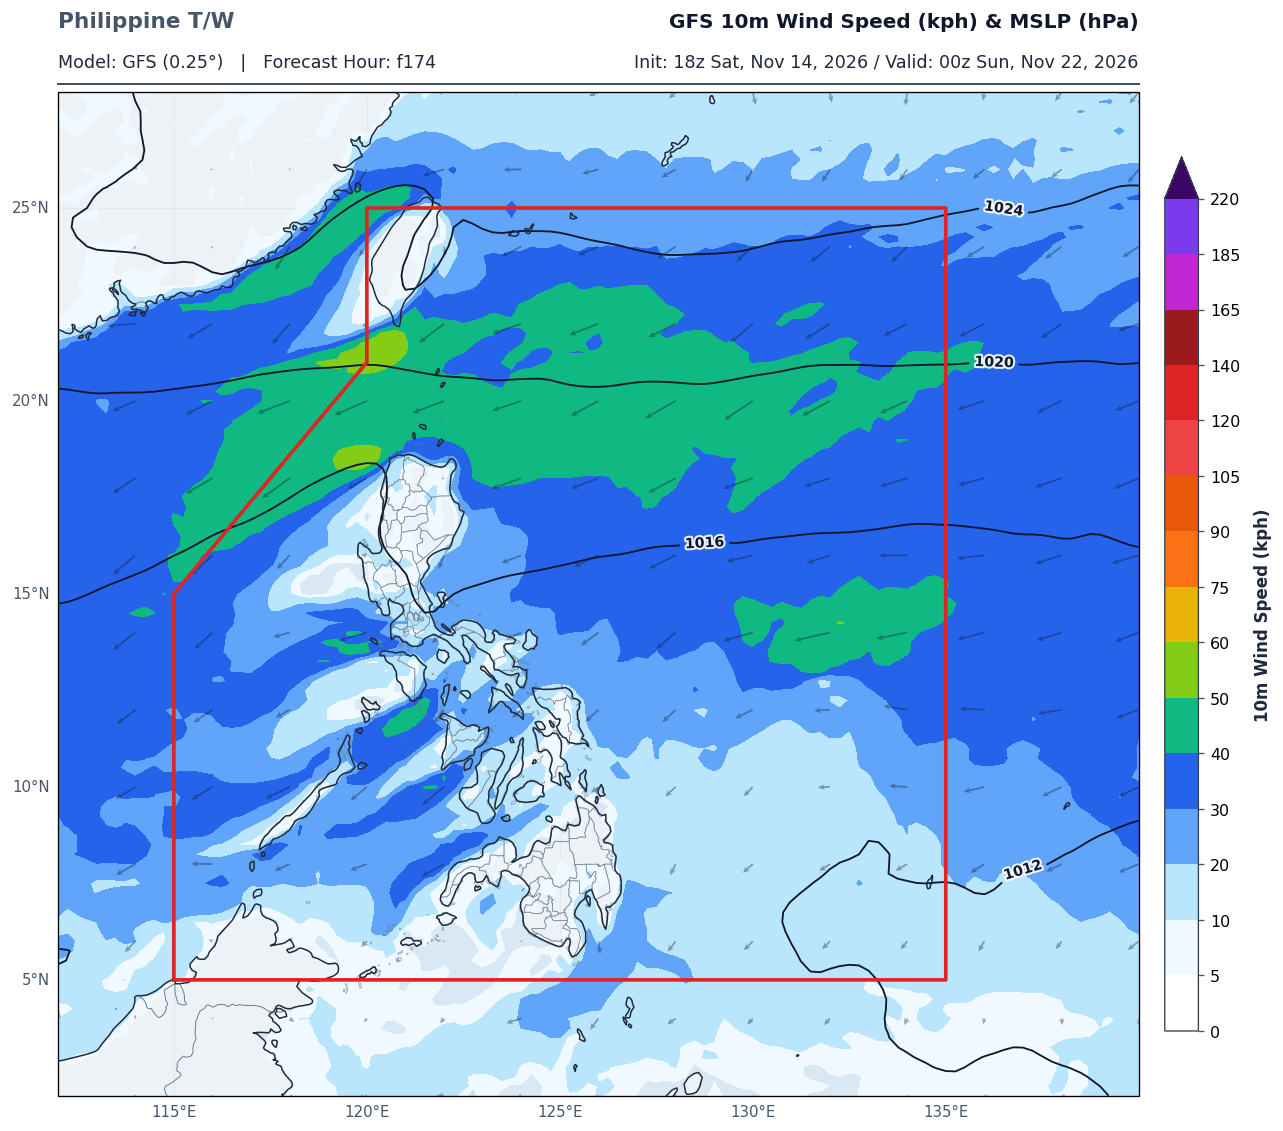 Philippine T/W
GFS 10m Wind Speed (kph) & MSLP (hPa)
Model: GFS (0.25°) | Forecast Hour: f174
Init: 18z Sat, Nov 14, 2026 / Valid: 00z Sun, Nov 22, 2026
25°N
20°N
15°N
10°N
5°N
115°E
120°E
125°E
130°E
135°E
1024
1020
1016
1012
220
185
165
140
120
105
90
75
60
50
40
30
20
10
5
0
10m Wind Speed (kph)